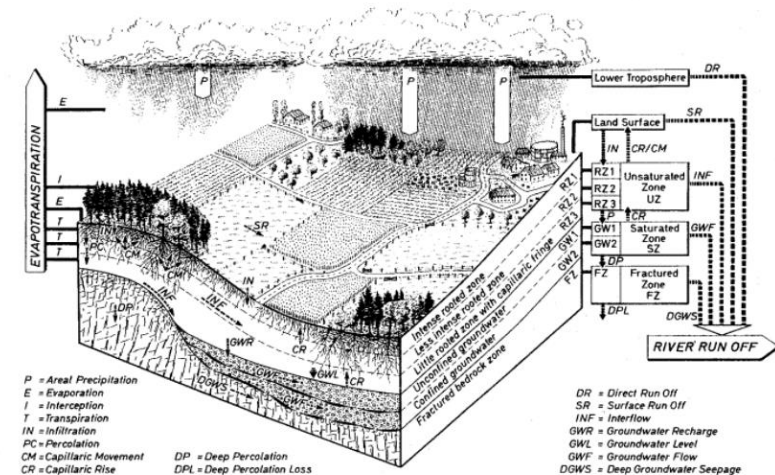 P
P
P
DR
Lower Troposphere
E
SR
Land Surface
IN
CR/CM
EVAPOTRANSPIRATION
I
E
T
T
T
RZ1
RZ2
RZ3
Unsaturated
Zone
UZ
INF
P
CR
GW1
GW2
Saturated
Zone
SZ
GWF
DP
FZ
Fractured
Zone
FZ
DPL
DGWS
RIVER RUN OFF
RZ1
RZ2
RZ3
GW1
GW2
FZ
Intense rooted zone
Less intense rooted zone
Little rooted zone with capillaric fringe
Unconfined groundwater
Confined groundwater
Fractured bedrock zone
SR
PC
IN
CM
CM
IN
INF
INF
CR
DP
GWR
GWL
CR
GWF
GWF
DGWS
P = Areal Precipitation
E = Evaporation
I = Interception
T = Transpiration
IN = Infiltration
PC = Percolation
CM = Capillaric Movement
CR = Capillaric Rise
DP = Deep Percolation
DPL = Deep Percolation Loss
DR = Direct Run Off
SR = Surface Run Off
INF = Interflow
GWR = Groundwater Recharge
GWL = Groundwater Level
GWF = Groundwater Flow
DGWS = Deep Groundwater Seepage